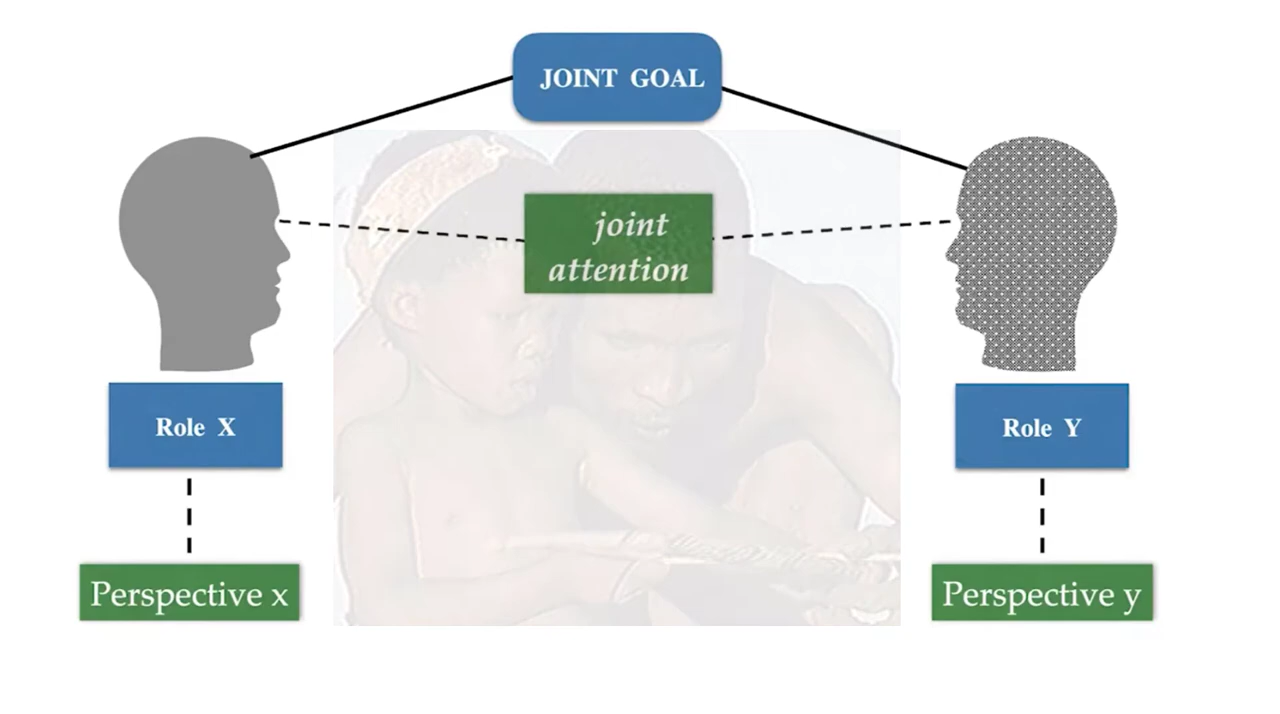 JOINT GOAL
joint
attention
Role X
Role Y
Perspective x
Perspective y